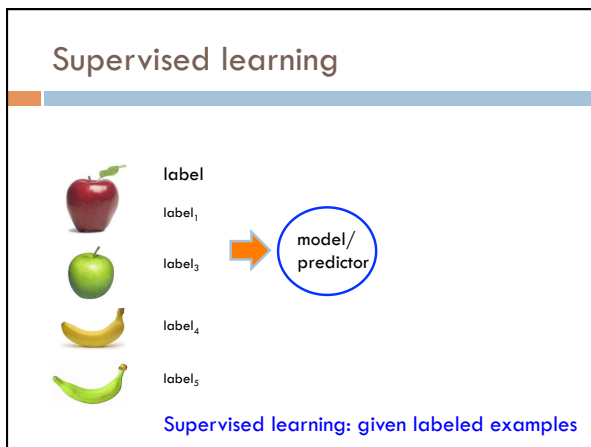 Supervised learning
label
label₁
model/
predictor
label₃
label₄
label₅
Supervised learning: given labeled examples